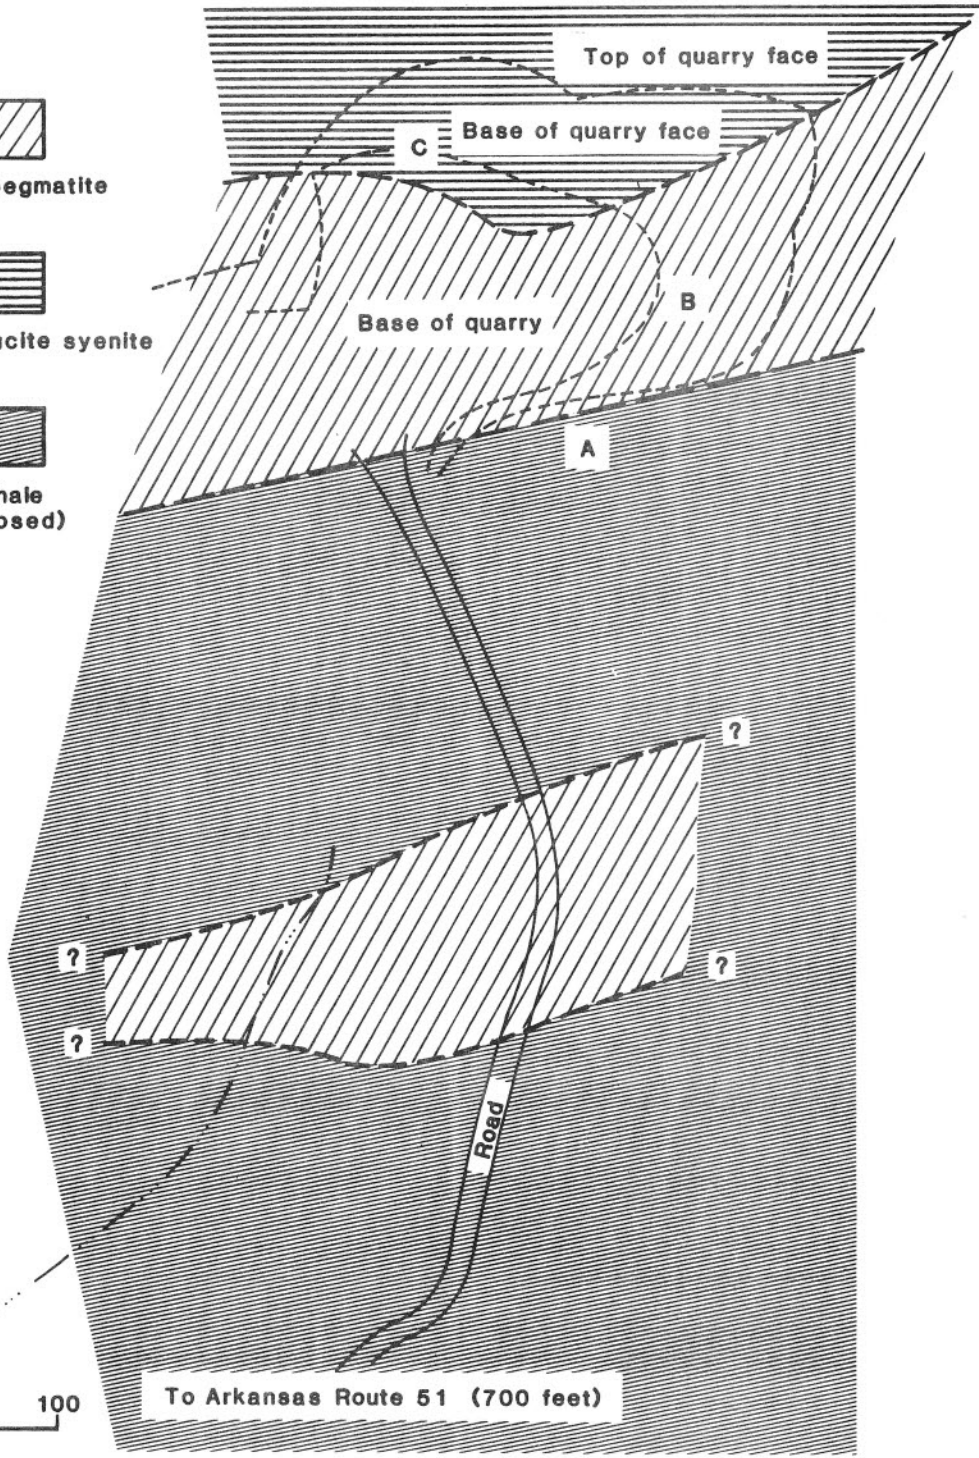 Top of quarry face
Base of quarry face
C
egmatite
B
cite syenite
Base of quarry
A
hale
osed)
?
?
?
?
Road
100
To Arkansas Route 51 (700 feet)